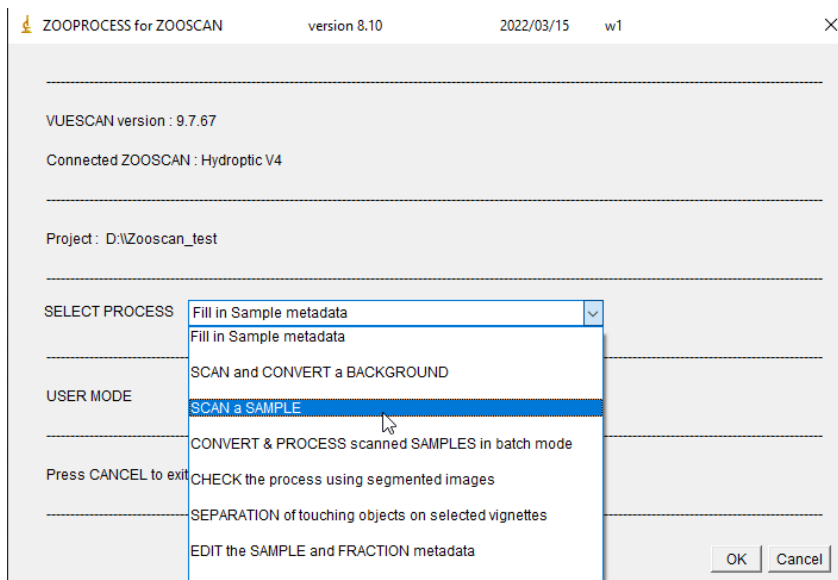 ZOOPROCESS for ZOOSCAN version 8.10 2022/03/15 w1
VUESCAN version : 9.7.67
Connected ZOOSCAN : Hydroptic V4
Project : D:\\Zooscan_test
SELECT PROCESS Fill in Sample metadata
Fill in Sample metadata
SCAN and CONVERT a BACKGROUND
USER MODE
SCAN a SAMPLE
CONVERT & PROCESS scanned SAMPLES in batch mode
Press CANCEL to exit
CHECK the process using segmented images
SEPARATION of touching objects on selected vignettes
EDIT the SAMPLE and FRACTION metadata
OK Cancel